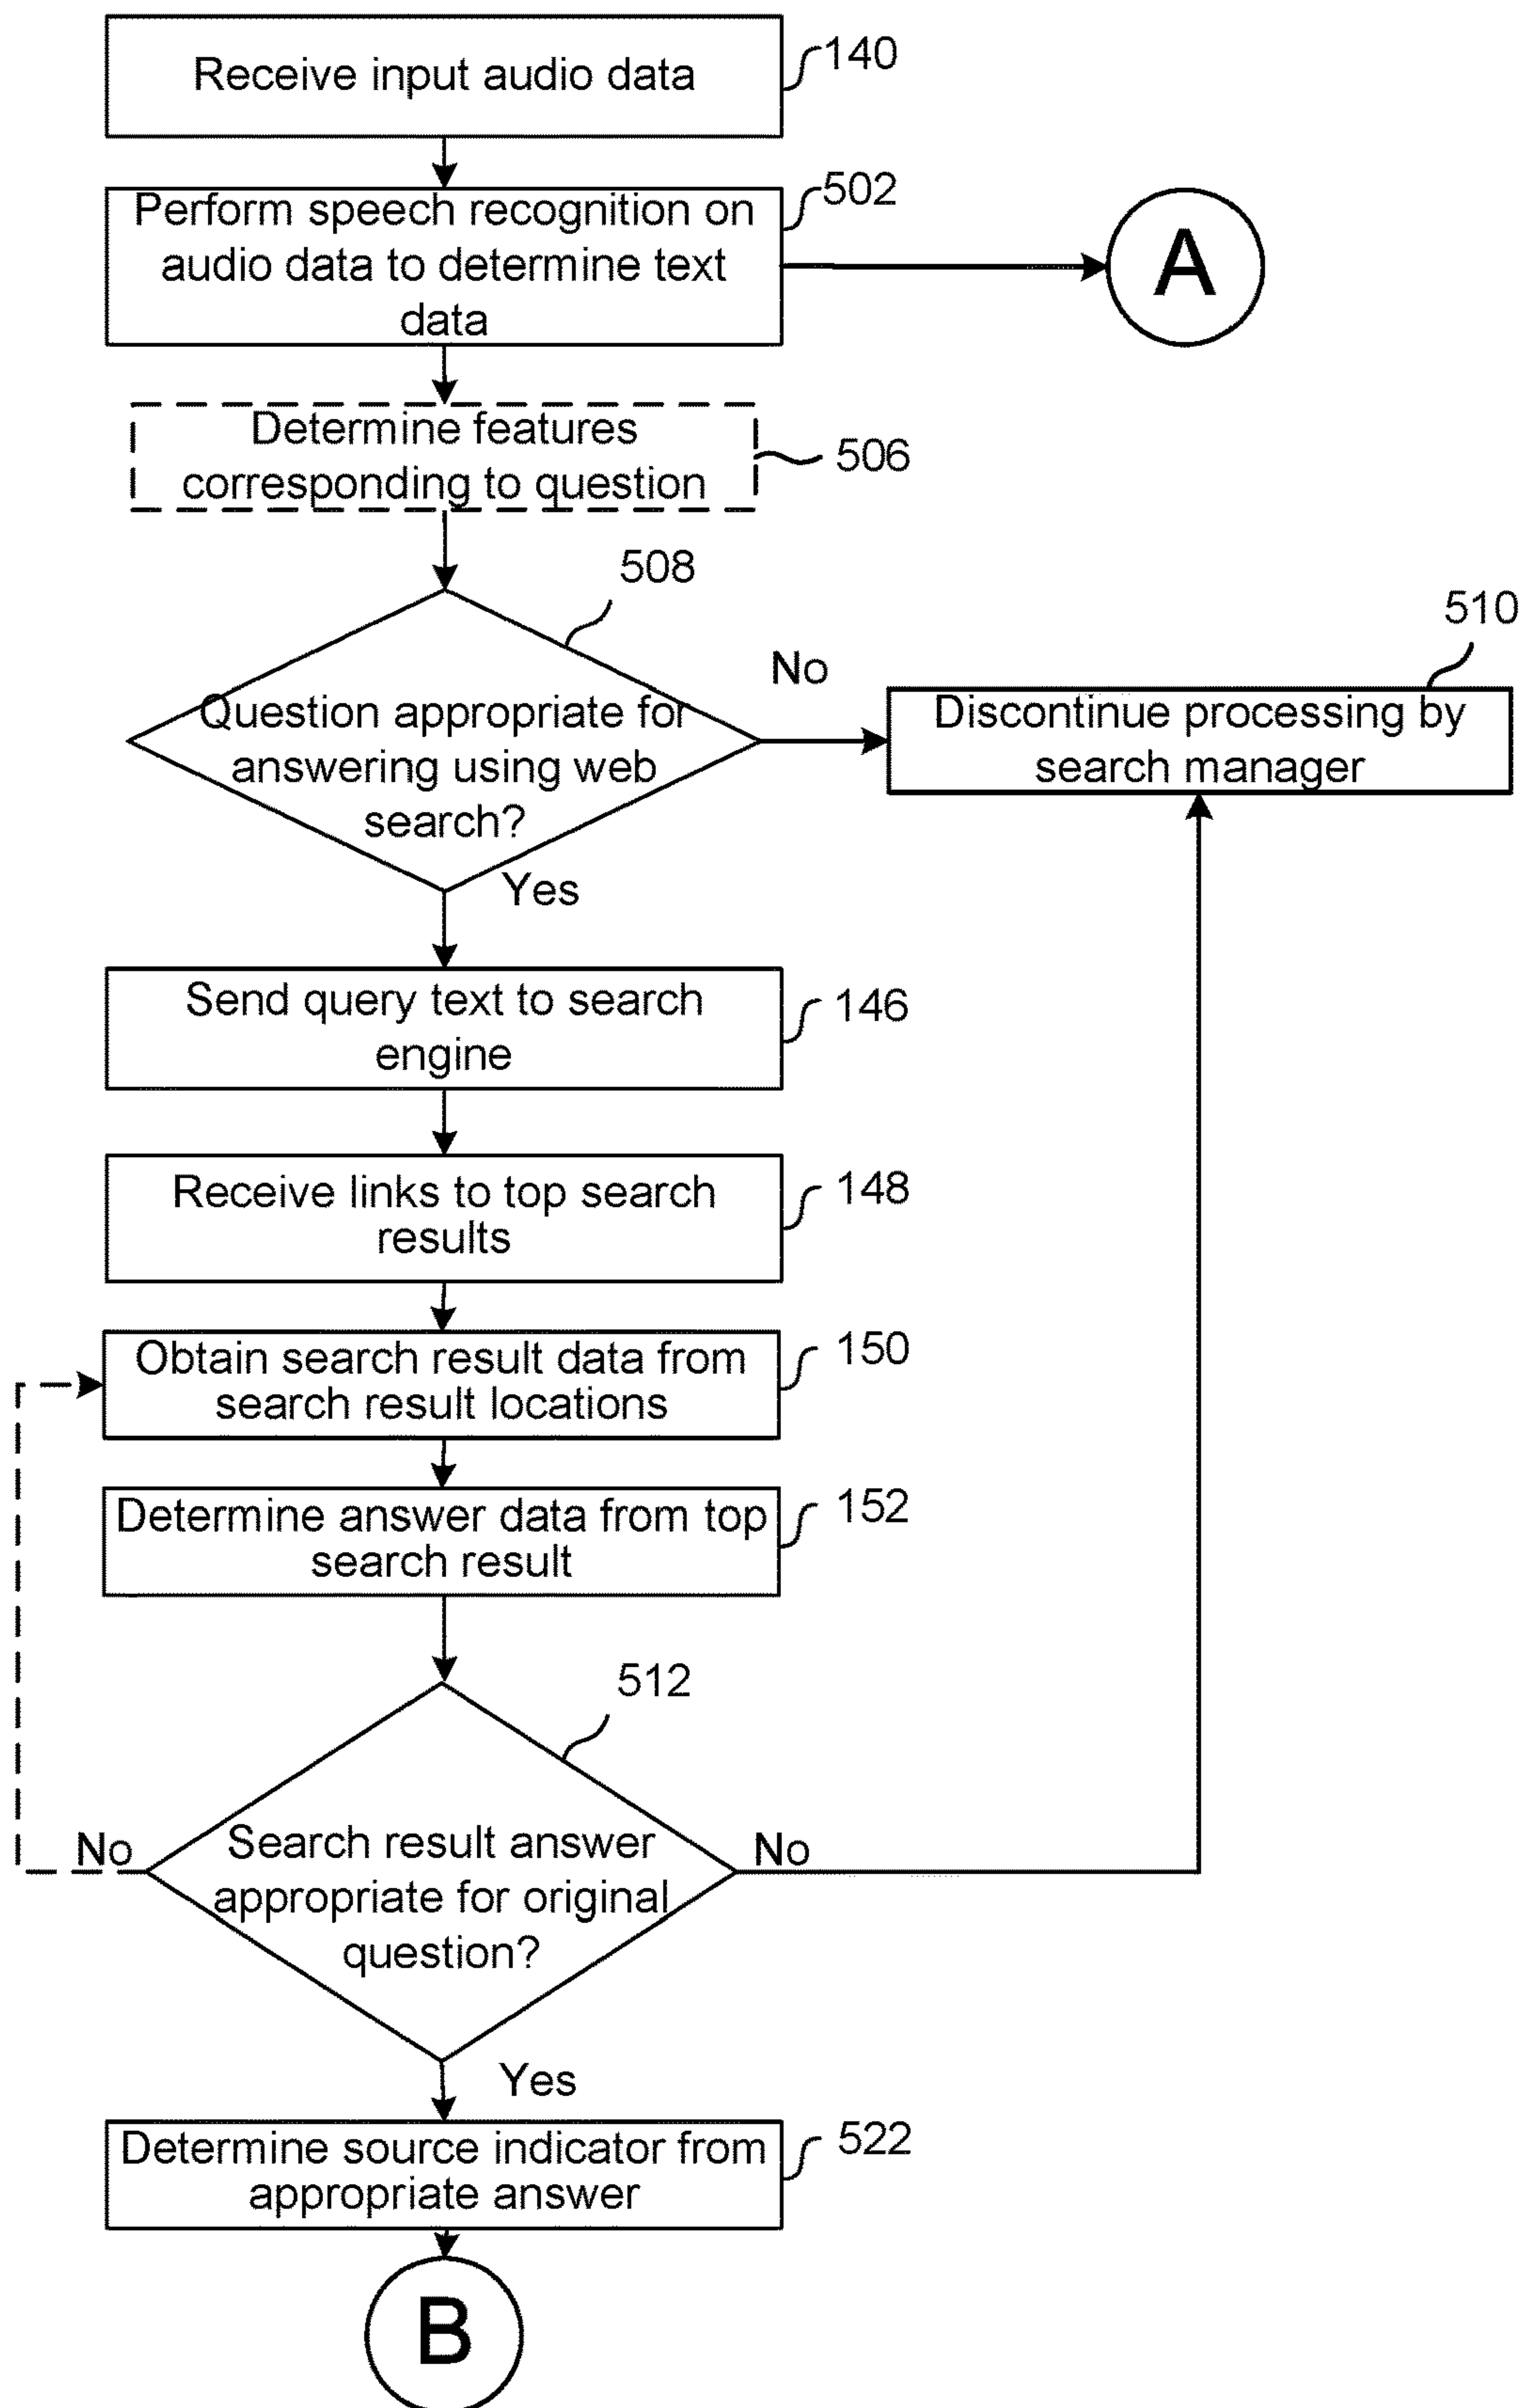 Receive input audio data
140
Perform speech recognition on
audio data to determine text
data
502
A
Determine features
corresponding to question
506
508
Question appropriate for
answering using web
search?
No
510
Discontinue processing by
search manager
Yes
Send query text to search
engine
146
Receive links to top search
results
148
Obtain search result data from
search result locations
150
Determine answer data from top
search result
152
512
Search result answer
appropriate for original
question?
No
No
Yes
Determine source indicator from
appropriate answer
522
B